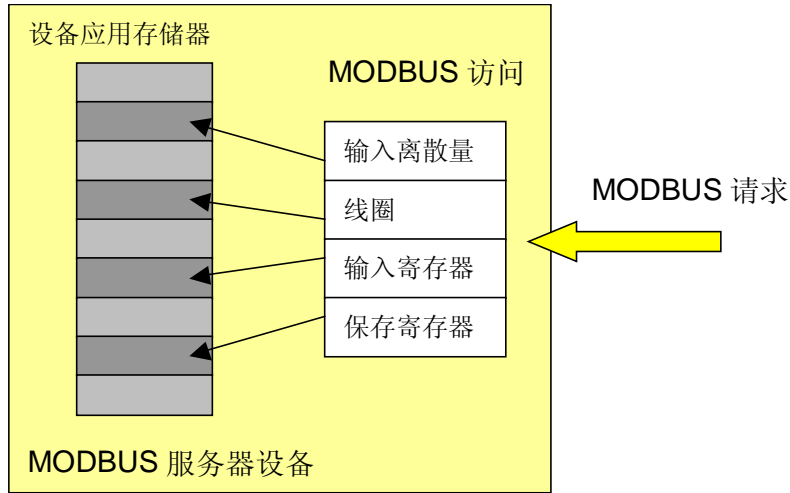 设备应用存储器
MODBUS 访问
输入离散量
线圈
输入寄存器
保存寄存器
MODBUS 请求
MODBUS 服务器设备